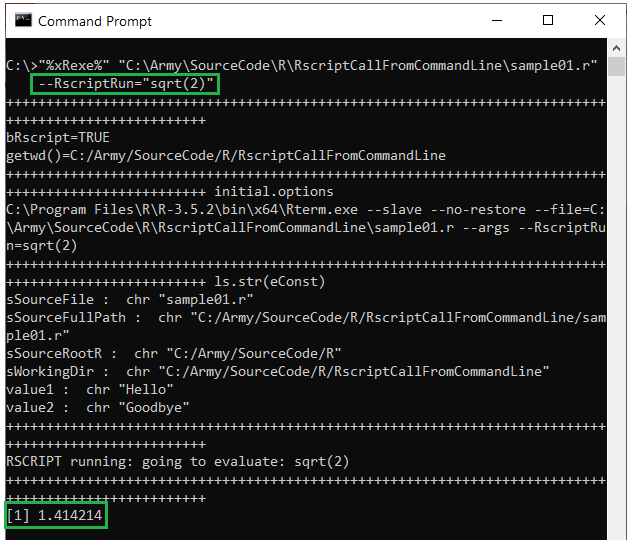 Command Prompt
C:\>"%xRexe%" "C:\Army\SourceCode\R\RscriptCallFromCommandLine\sample01.r"
--RscriptRun="sqrt(2)"
+++++++++++++++++++++++++++++++++++++++++++++++++++++++++++++++++++++++++++
+++++++++++++++++++++++++
bRscript=TRUE
getwd()=C:/Army/SourceCode/R/RscriptCallFromCommandLine
+++++++++++++++++++++++++++++++++++++++++++++++++++++++++++++++++++++++++++
+++++++++++++++++++++++++ initial.options
C:\Program Files\R\R-3.5.2\bin\x64\Rterm.exe --slave --no-restore --file=C:
\Army\SourceCode\R\RscriptCallFromCommandLine\sample01.r --args --RscriptRu
n=sqrt(2)
+++++++++++++++++++++++++++++++++++++++++++++++++++++++++++++++++++++++++++
+++++++++++++++++++++++++ ls.str(eConst)
sSourceFile :  chr "sample01.r"
sSourceFullPath :  chr "C:/Army/SourceCode/R/RscriptCallFromCommandLine/sam
ple01.r"
sSourceRootR :  chr "C:/Army/SourceCode/R"
sWorkingDir :  chr "C:/Army/SourceCode/R/RscriptCallFromCommandLine"
value1 :  chr "Hello"
value2 :  chr "Goodbye"
+++++++++++++++++++++++++++++++++++++++++++++++++++++++++++++++++++++++++++
+++++++++++++++++++++++++
RSCRIPT running: going to evaluate: sqrt(2)
+++++++++++++++++++++++++++++++++++++++++++++++++++++++++++++++++++++++++++
+++++++++++++++++++++++++
[1] 1.414214